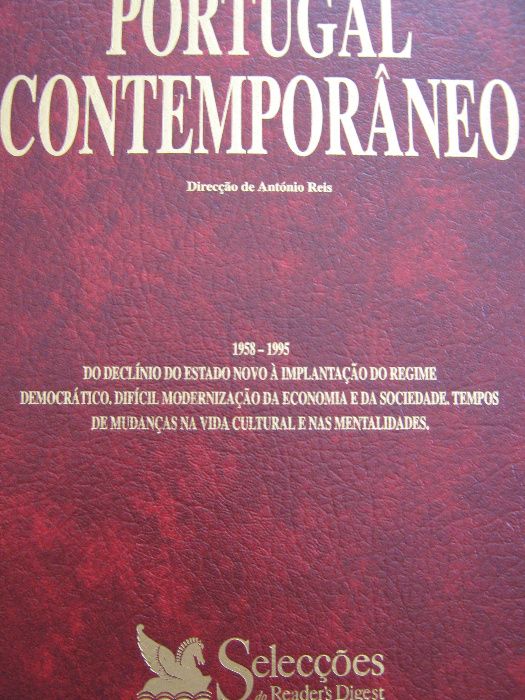 PORTUGAL
CONTEMPORÂNEO
Direcção de António Reis
1958 – 1995
DO DECLÍNIO DO ESTADO NOVO À IMPLANTAÇÃO DO REGIME
DEMOCRÁTICO. DIFÍCIL MODERNIZAÇÃO DA ECONOMIA E DA SOCIEDADE. TEMPOS
DE MUDANÇAS NA VIDA CULTURAL E NAS MENTALIDADES.
Selecções
do Reader's Digest